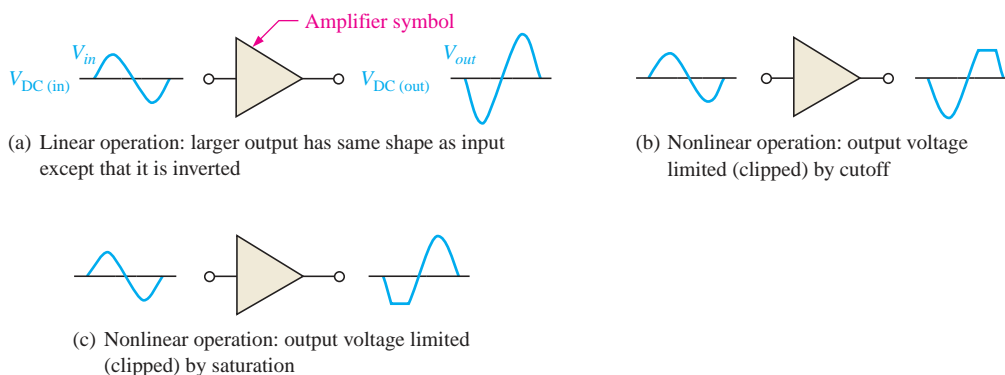 Amplifier symbol
V_in
V_DC (in)
V_out
V_DC (out)
(a) Linear operation: larger output has same shape as input
except that it is inverted
(b) Nonlinear operation: output voltage
limited (clipped) by cutoff
(c) Nonlinear operation: output voltage limited
(clipped) by saturation